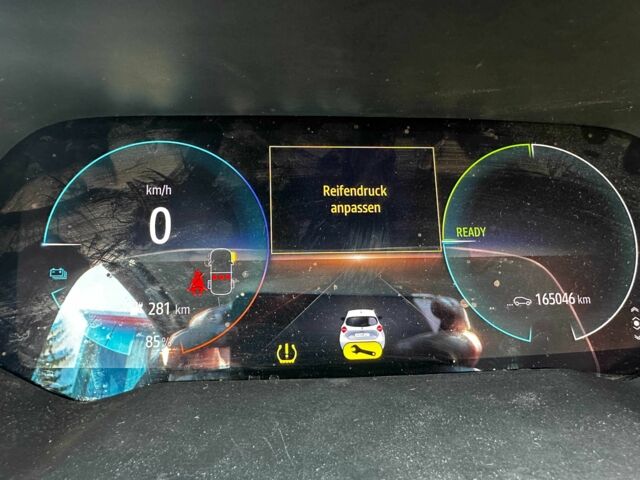 km/h
0
Reifendruck
anpassen
READY
281 km
85%
165046 km